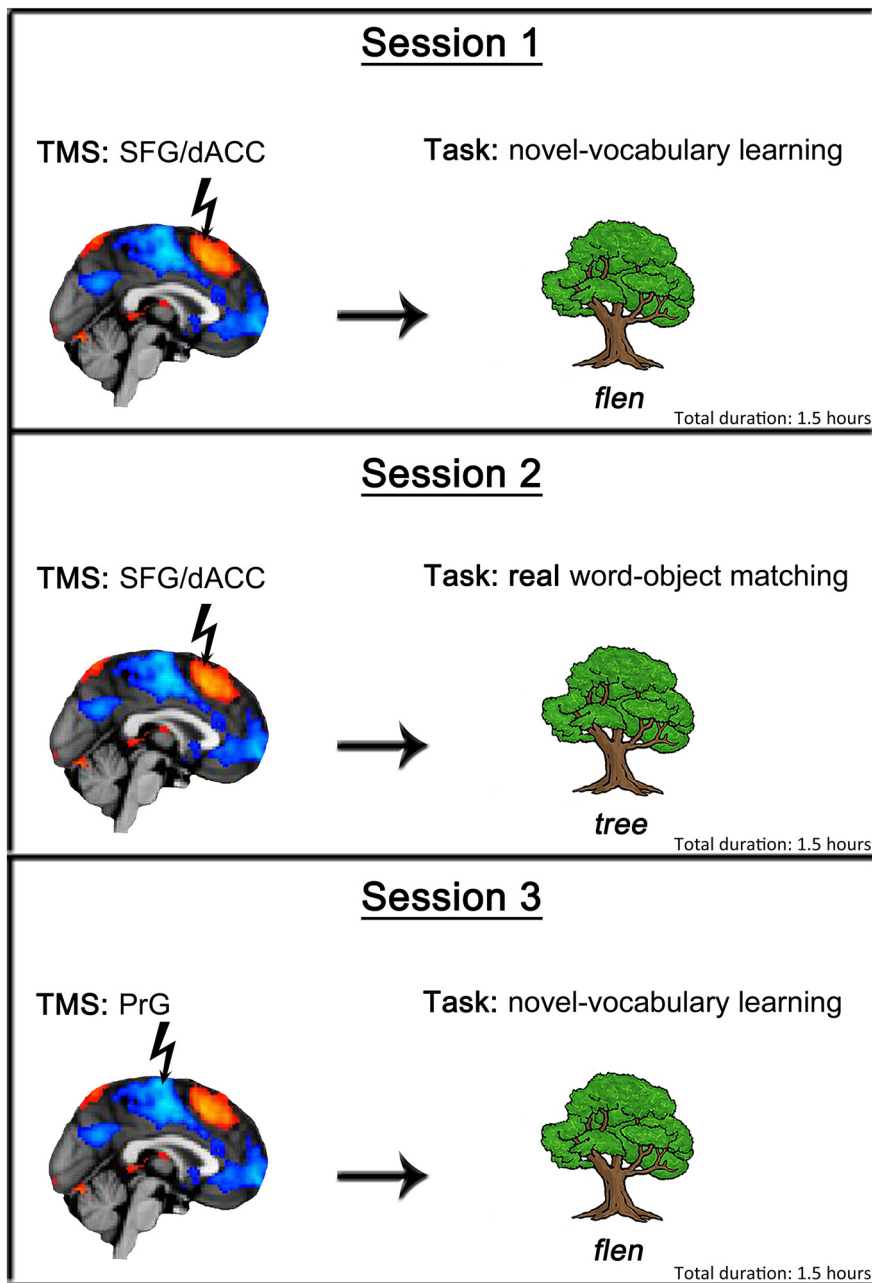 Session 1
TMS: SFG/dACC
Task: novel-vocabulary learning
flen
Total duration: 1.5 hours
Session 2
TMS: SFG/dACC
Task: real word-object matching
tree
Total duration: 1.5 hours
Session 3
TMS: PrG
Task: novel-vocabulary learning
flen
Total duration: 1.5 hours